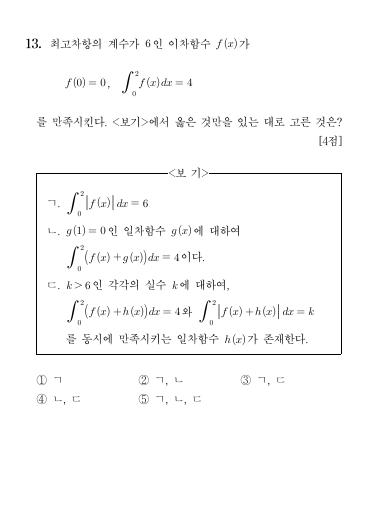 13. 최고차항의 계수가 6인 이차함수 f(x)가
f(0)=0, ∫₀² f(x)dx=4
를 만족시킨다. <보기>에서 옳은 것만을 있는 대로 고른 것은?
[4점]
<보 기>
ㄱ. ∫₀² |f(x)| dx=6
ㄴ. g(1)=0인 일차함수 g(x)에 대하여
∫₀² (f(x)+g(x))dx=4이다.
ㄷ. k>6인 각각의 실수 k에 대하여,
∫₀² (f(x)+h(x))dx=4와 ∫₀² |f(x)+h(x)| dx=k
를 동시에 만족시키는 일차함수 h(x)가 존재한다.
① ㄱ ② ㄱ, ㄴ ③ ㄱ, ㄷ
④ ㄴ, ㄷ ⑤ ㄱ, ㄴ, ㄷ